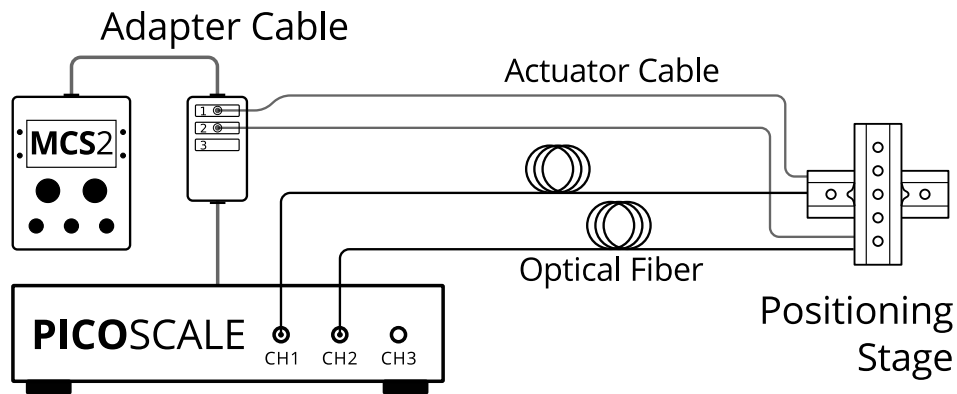 Adapter Cable
Actuator Cable
MCS2
1
2
3
Optical Fiber
Positioning
Stage
PICOSCALE
CH1
CH2
CH3